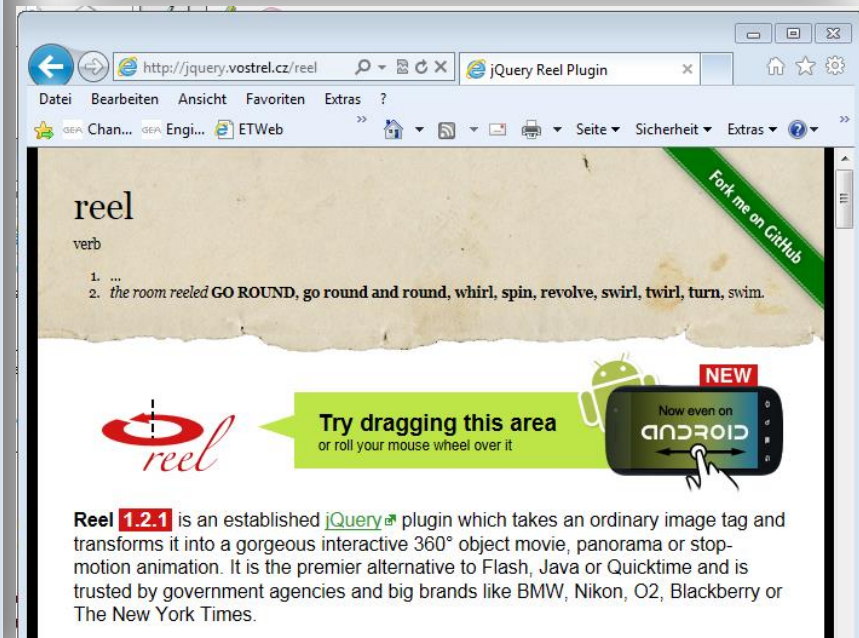 http://jquery.vostrel.cz/reel
jQuery Reel Plugin
Datei Bearbeiten Ansicht Favoriten Extras ?
GEA Chan... GEA Engi... ETWeb » Seite Sicherheit Extras »
Fork me on GitHub
reel
verb
1. ...
2. the room reeled GO ROUND, go round and round, whirl, spin, revolve, swirl, twirl, turn, swim.
NEW
reel
Try dragging this area
or roll your mouse wheel over it
Now even on
ANDROID
Reel 1.2.1 is an established jQuery plugin which takes an ordinary image tag and
transforms it into a gorgeous interactive 360° object movie, panorama or stop-
motion animation. It is the premier alternative to Flash, Java or Quicktime and is
trusted by government agencies and big brands like BMW, Nikon, O2, Blackberry or
The New York Times.